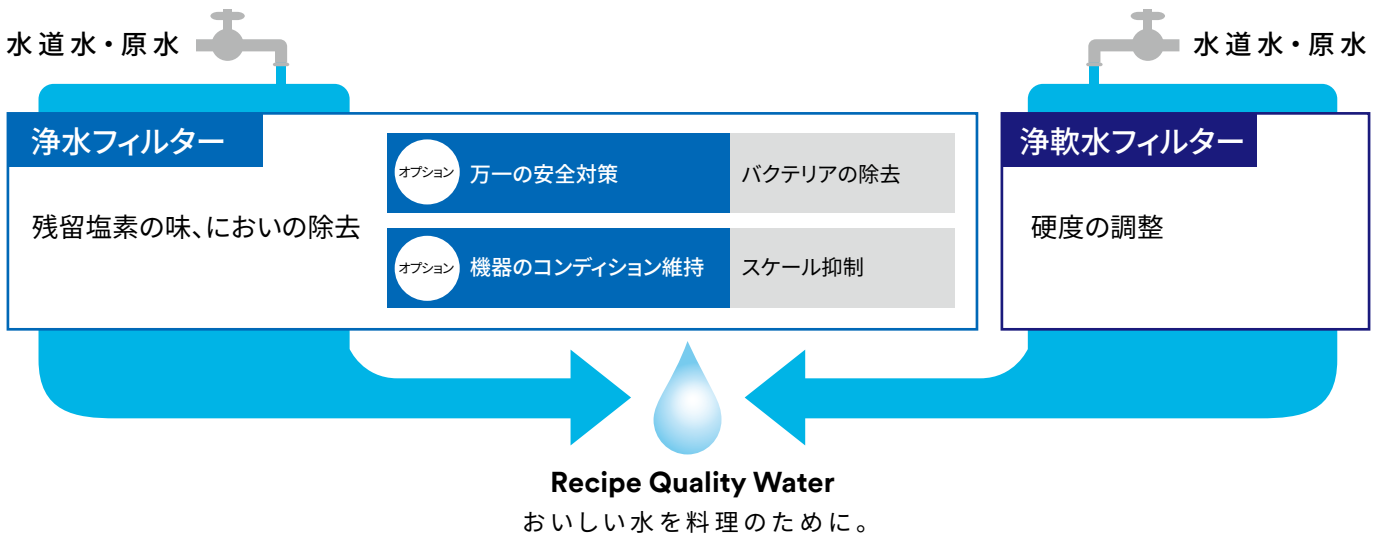 水道水・原水
浄水フィルター
残留塩素の味、においの除去
オプション 万一の安全対策 バクテリアの除去
オプション 機器のコンディション維持 スケール抑制
水道水・原水
浄軟水フィルター
硬度の調整
Recipe Quality Water
おいしい水を料理のために。